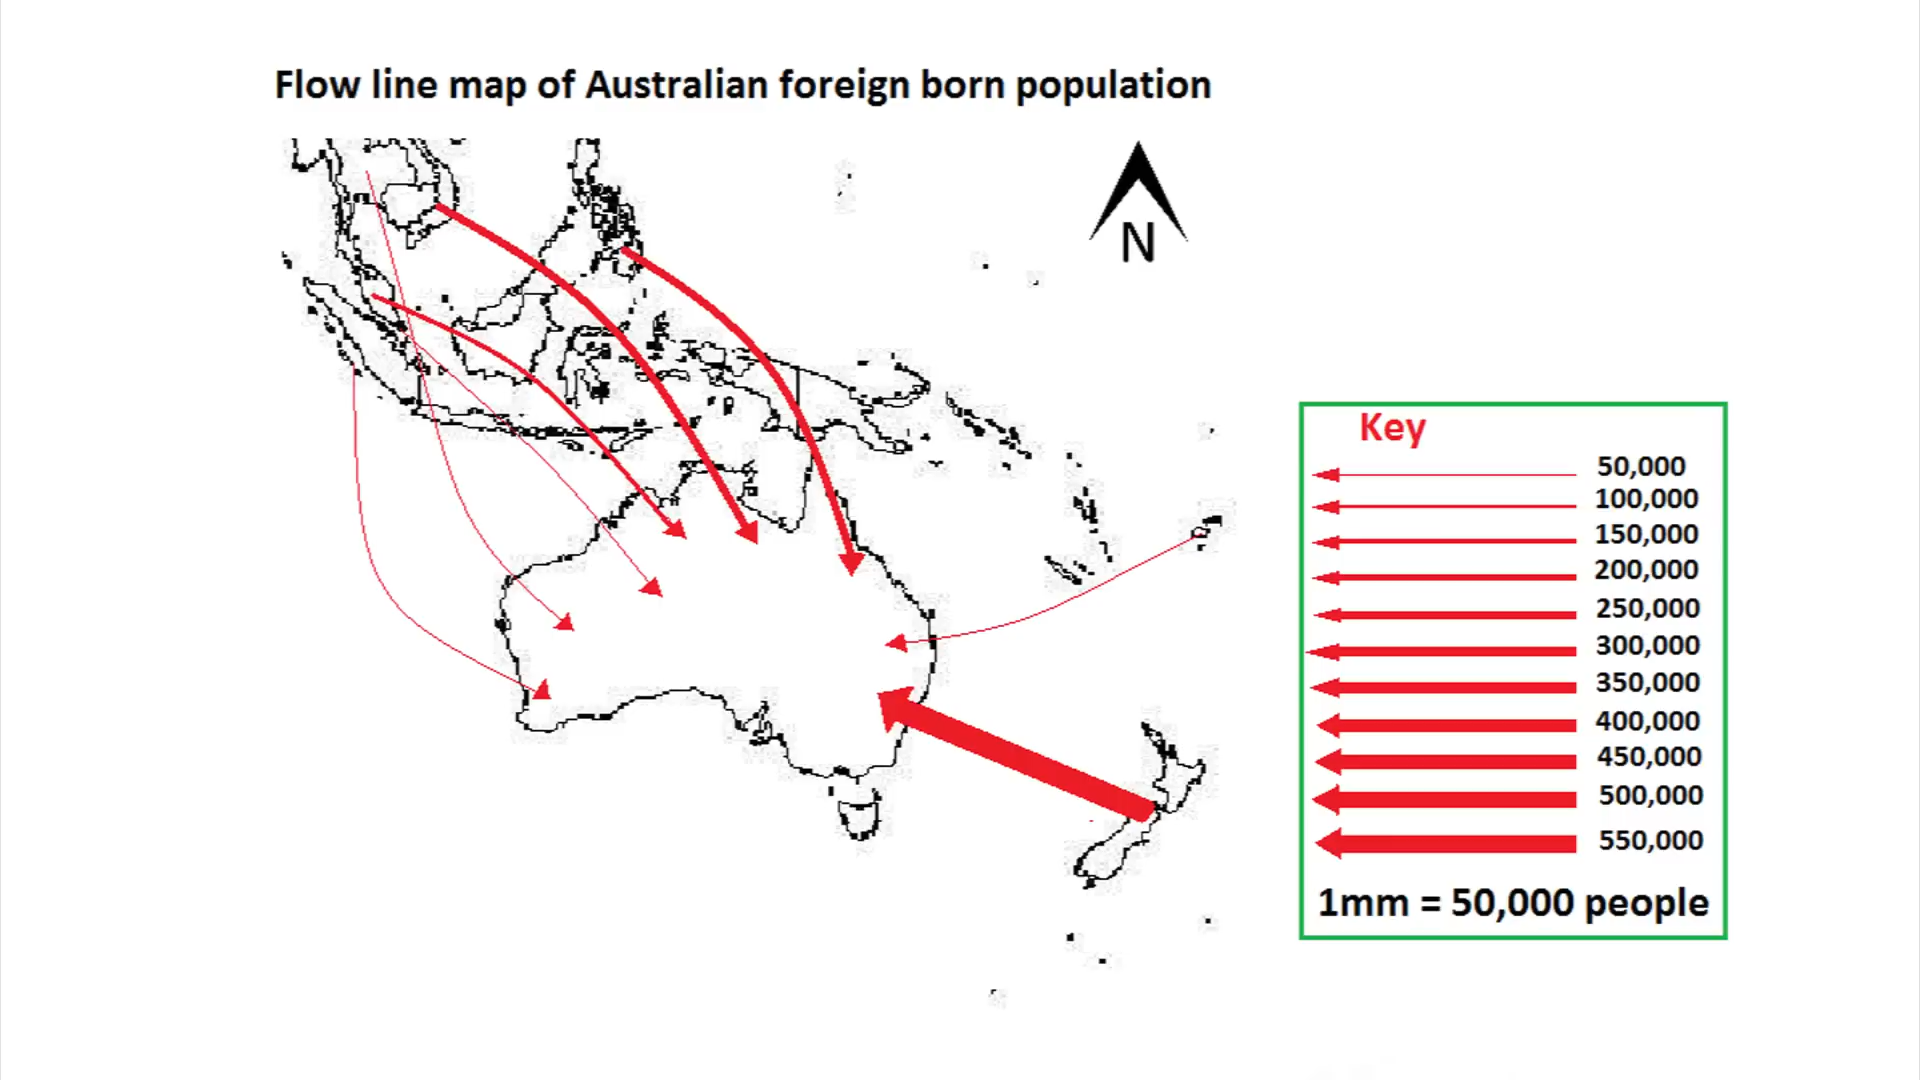 Flow line map of Australian foreign born population
N
Key
50,000
100,000
150,000
200,000
250,000
300,000
350,000
400,000
450,000
500,000
550,000
1mm = 50,000 people